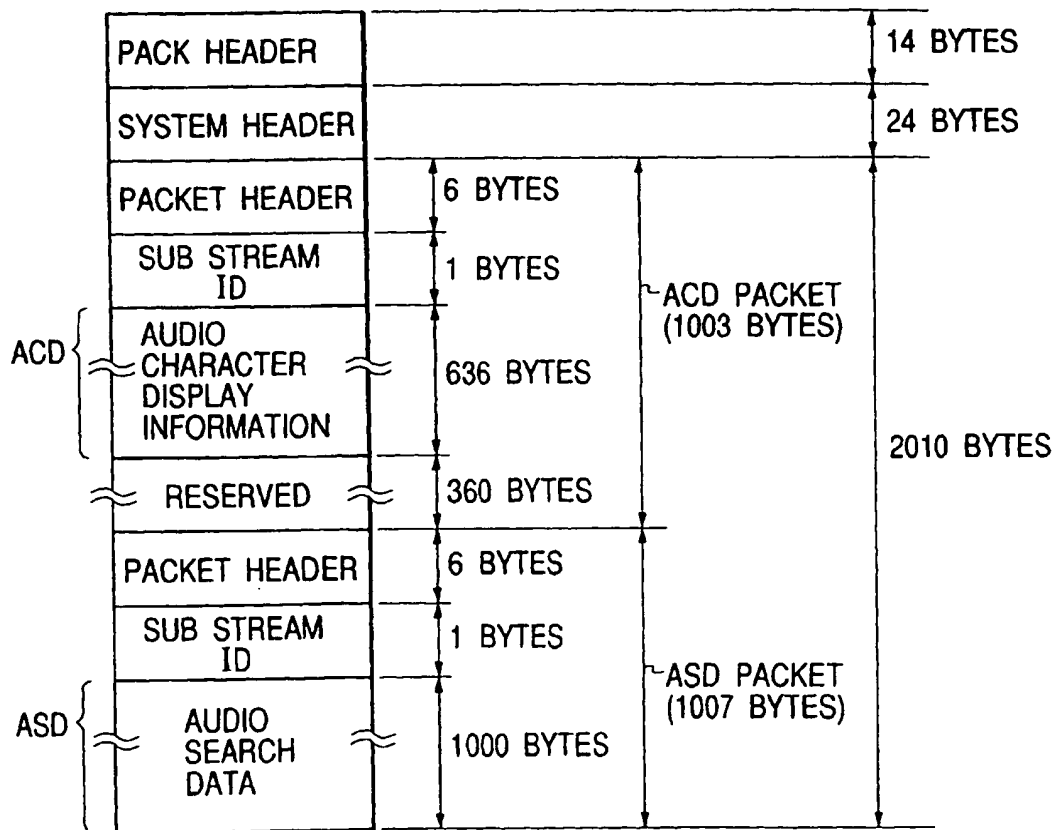 PACK HEADER
14 BYTES
SYSTEM HEADER
24 BYTES
PACKET HEADER
6 BYTES
SUB STREAM
ID
1 BYTES
ACD PACKET
(1003 BYTES)
ACD
AUDIO
CHARACTER
DISPLAY
INFORMATION
636 BYTES
2010 BYTES
RESERVED
360 BYTES
PACKET HEADER
6 BYTES
SUB STREAM
ID
1 BYTES
ASD PACKET
(1007 BYTES)
ASD
AUDIO
SEARCH
DATA
1000 BYTES